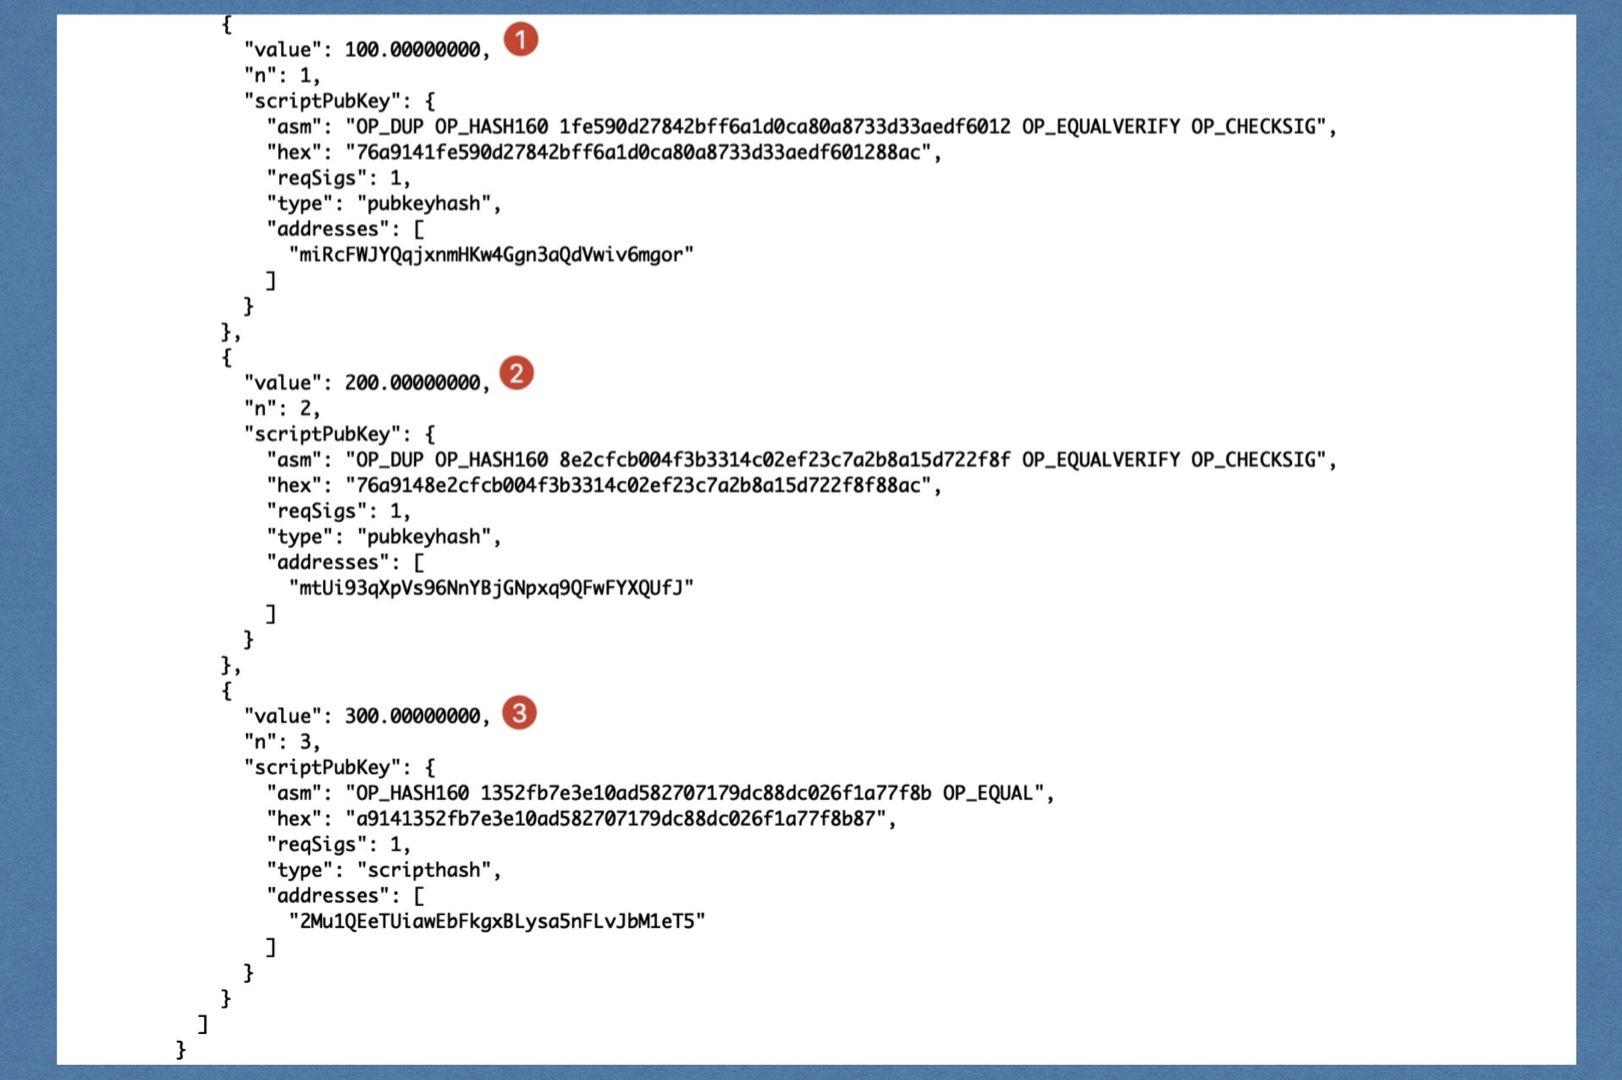 {
"value": 100.00000000, 1
"n": 1,
"scriptPubKey": {
"asm": "OP_DUP OP_HASH160 1fe590d27842bff6a1d0ca80a8733d33aedf6012 OP_EQUALVERIFY OP_CHECKSIG",
"hex": "76a9141fe590d27842bff6a1d0ca80a8733d33aedf601288ac",
"reqSigs": 1,
"type": "pubkeyhash",
"addresses": [
"miRcFWJYQqjxnmHKw4Ggn3aQdVwiv6mgor"
]
}
},
{
"value": 200.00000000, 2
"n": 2,
"scriptPubKey": {
"asm": "OP_DUP OP_HASH160 8e2cfcb004f3b3314c02ef23c7a2b8a15d722f8f OP_EQUALVERIFY OP_CHECKSIG",
"hex": "76a9148e2cfcb004f3b3314c02ef23c7a2b8a15d722f8f88ac",
"reqSigs": 1,
"type": "pubkeyhash",
"addresses": [
"mtUi93qXpVs96NnYBjGNpxq9QFwFYXQUfJ"
]
}
},
{
"value": 300.00000000, 3
"n": 3,
"scriptPubKey": {
"asm": "OP_HASH160 1352fb7e3e10ad582707179dc88dc026f1a77f8b OP_EQUAL",
"hex": "a9141352fb7e3e10ad582707179dc88dc026f1a77f8b87",
"reqSigs": 1,
"type": "scripthash",
"addresses": [
"2Mu1QEeTUiawEbFkgxBLysa5nFLvJbM1eT5"
]
}
}
]
}